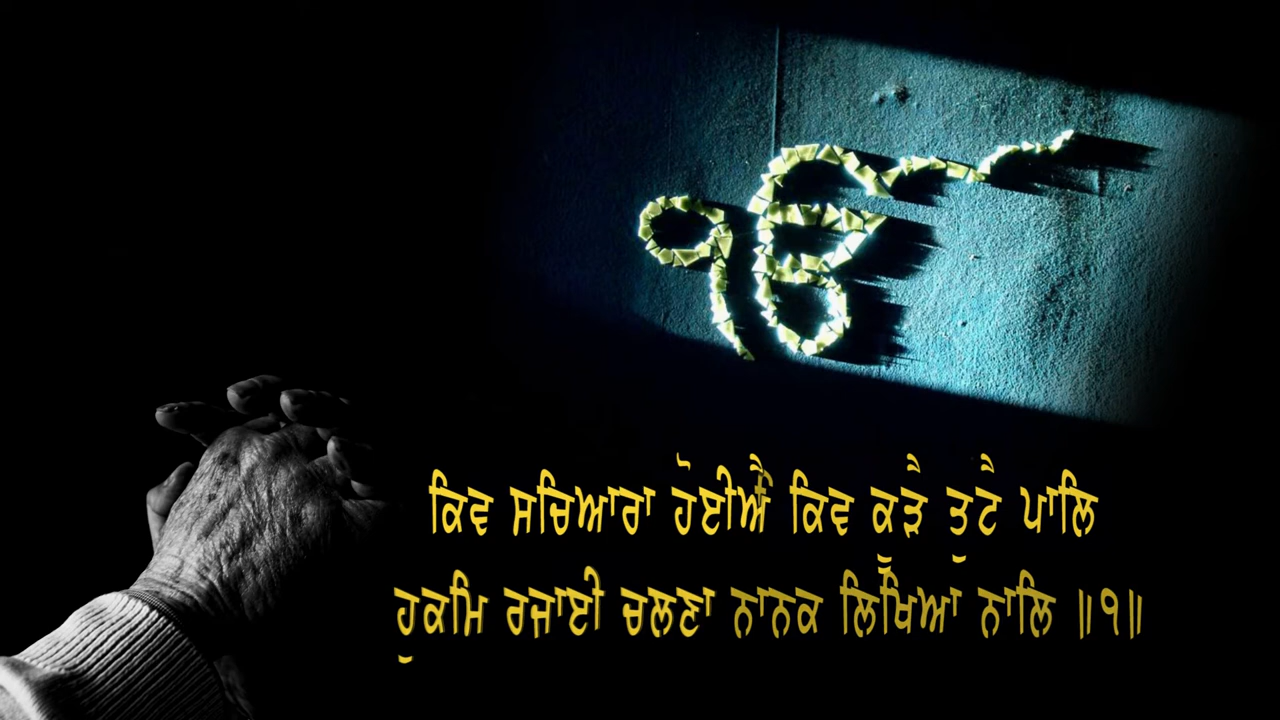 ੴ
ਕਿਵ ਸਚਿਆਰਾ ਹੋਈਐ ਕਿਵ ਕੂੜੈ ਤੁਟੈ ਪਾਲਿ
ਹੁਕਮਿ ਰਜਾਈ ਚਲਣਾ ਨਾਨਕ ਲਿਖਿਆ ਨਾਲਿ ॥੧॥